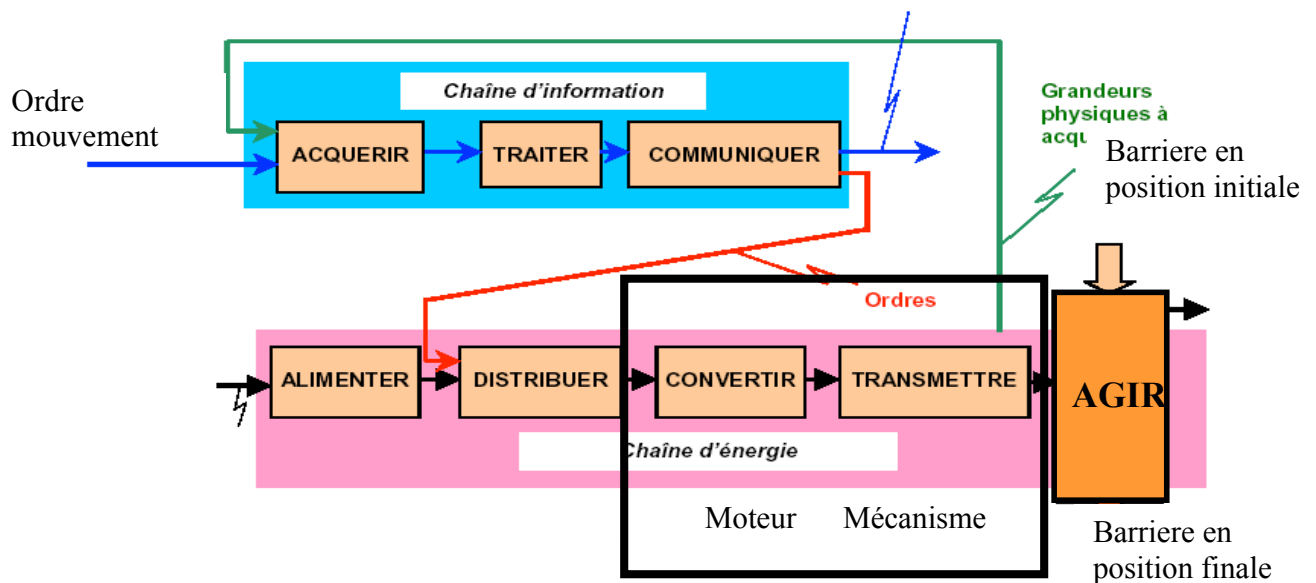 Chaîne d'information
Ordre
mouvement
ACQUERIR
TRAITER
COMMUNIQUER
Grandeurs
physiques à
acqu
Barriere en
position initiale
Ordres
ALIMENTER
DISTRIBUER
CONVERTIR
TRANSMETTRE
AGIR
Chaîne d'énergie
Moteur
Mécanisme
Barriere en
position finale